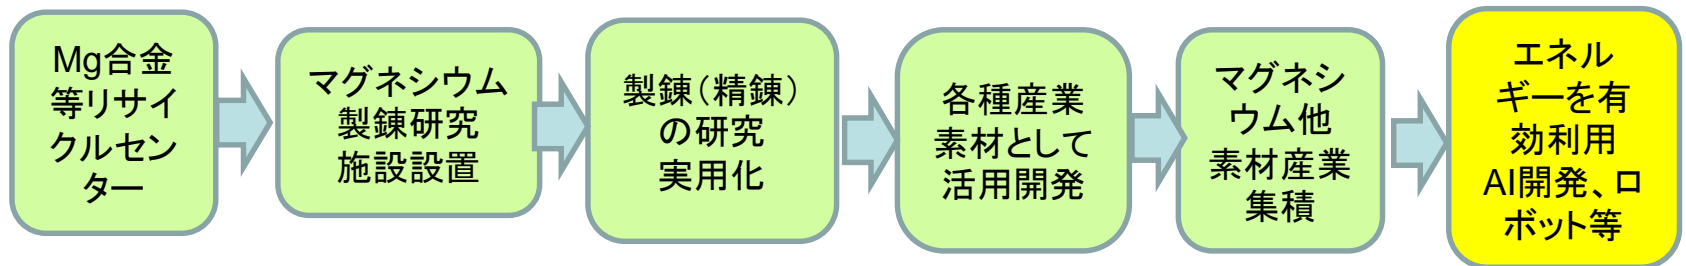 Mg合金
等リサイ
クルセン
ター
マグネシウム
製錬研究
施設設置
製錬（精錬）
の研究
実用化
各種産業
素材として
活用開発
マグネシ
ウム他
素材産業
集積
エネル
ギーを有
効利用
AI開発、ロ
ボット等